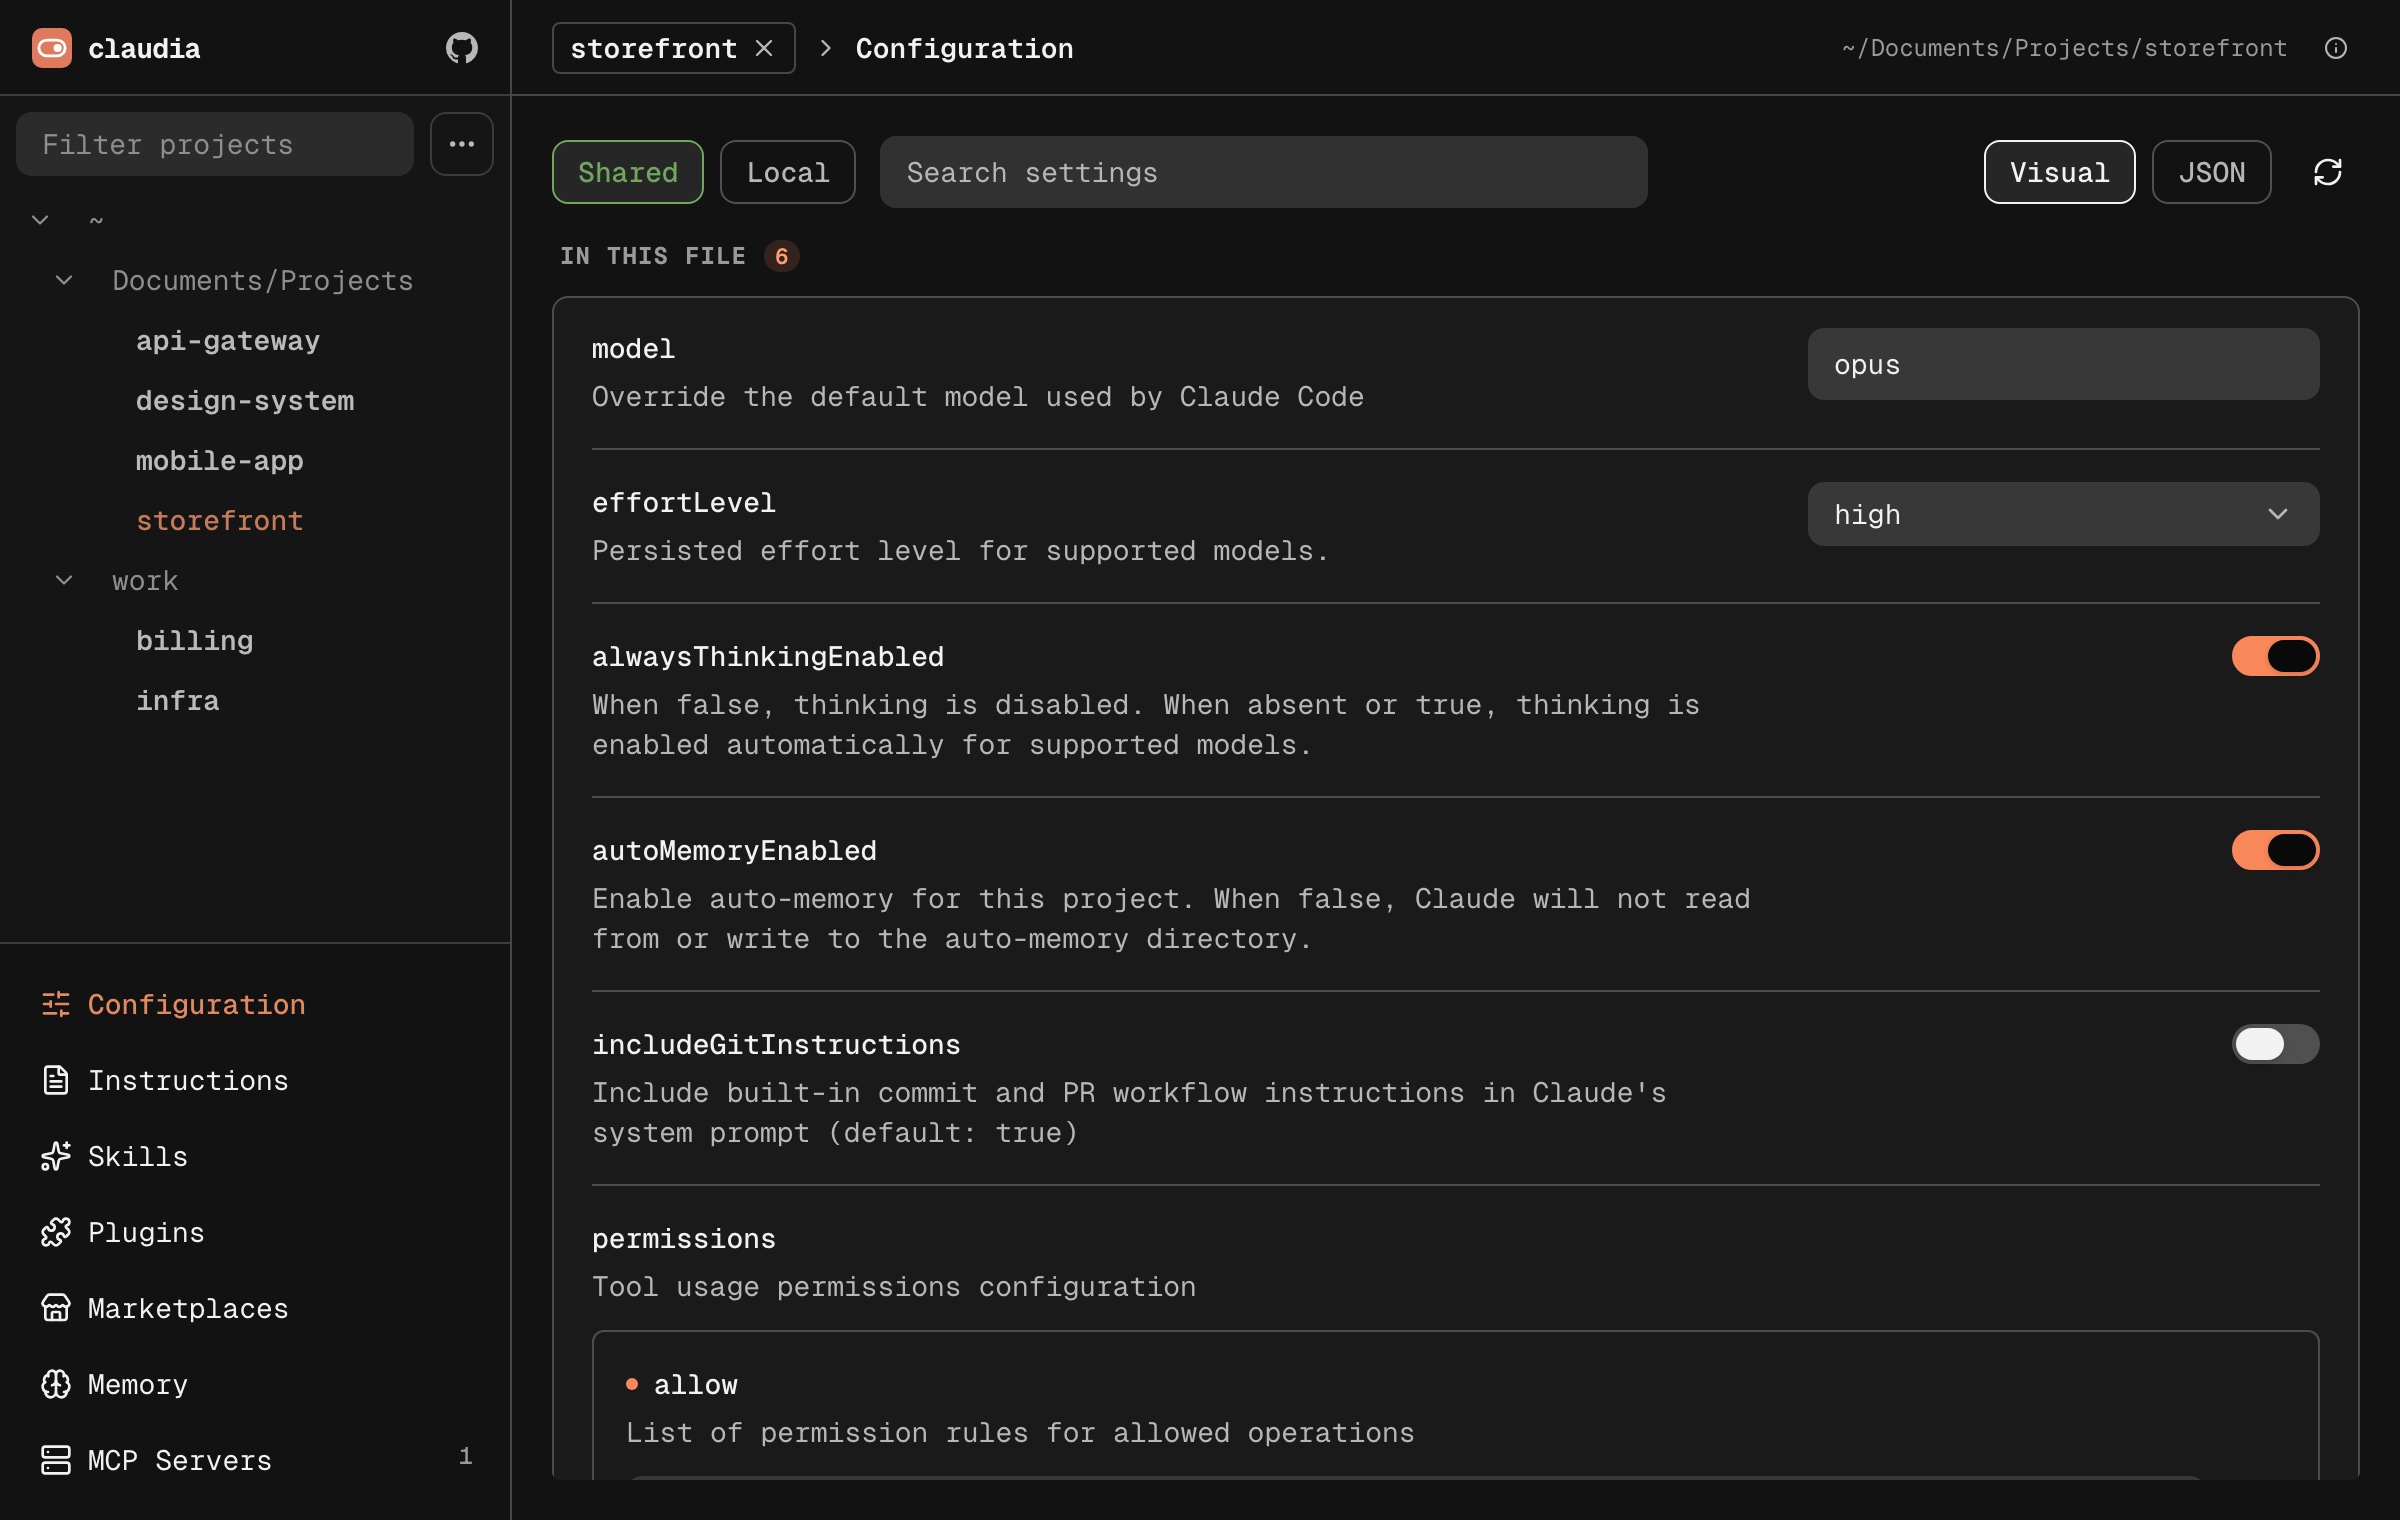 claudia
Filter projects
~
Documents/Projects
api-gateway
design-system
mobile-app
storefront
work
billing
infra
Configuration
Instructions
Skills
Plugins
Marketplaces
Memory
MCP Servers 1
storefront Configuration
~/Documents/Projects/storefront
Shared Local Search settings Visual JSON
IN THIS FILE 6
model
opus
Override the default model used by Claude Code
effortLevel
high
Persisted effort level for supported models.
alwaysThinkingEnabled
When false, thinking is disabled. When absent or true, thinking is
enabled automatically for supported models.
autoMemoryEnabled
Enable auto-memory for this project. When false, Claude will not read
from or write to the auto-memory directory.
includeGitInstructions
Include built-in commit and PR workflow instructions in Claude's
system prompt (default: true)
permissions
Tool usage permissions configuration
allow
List of permission rules for allowed operations